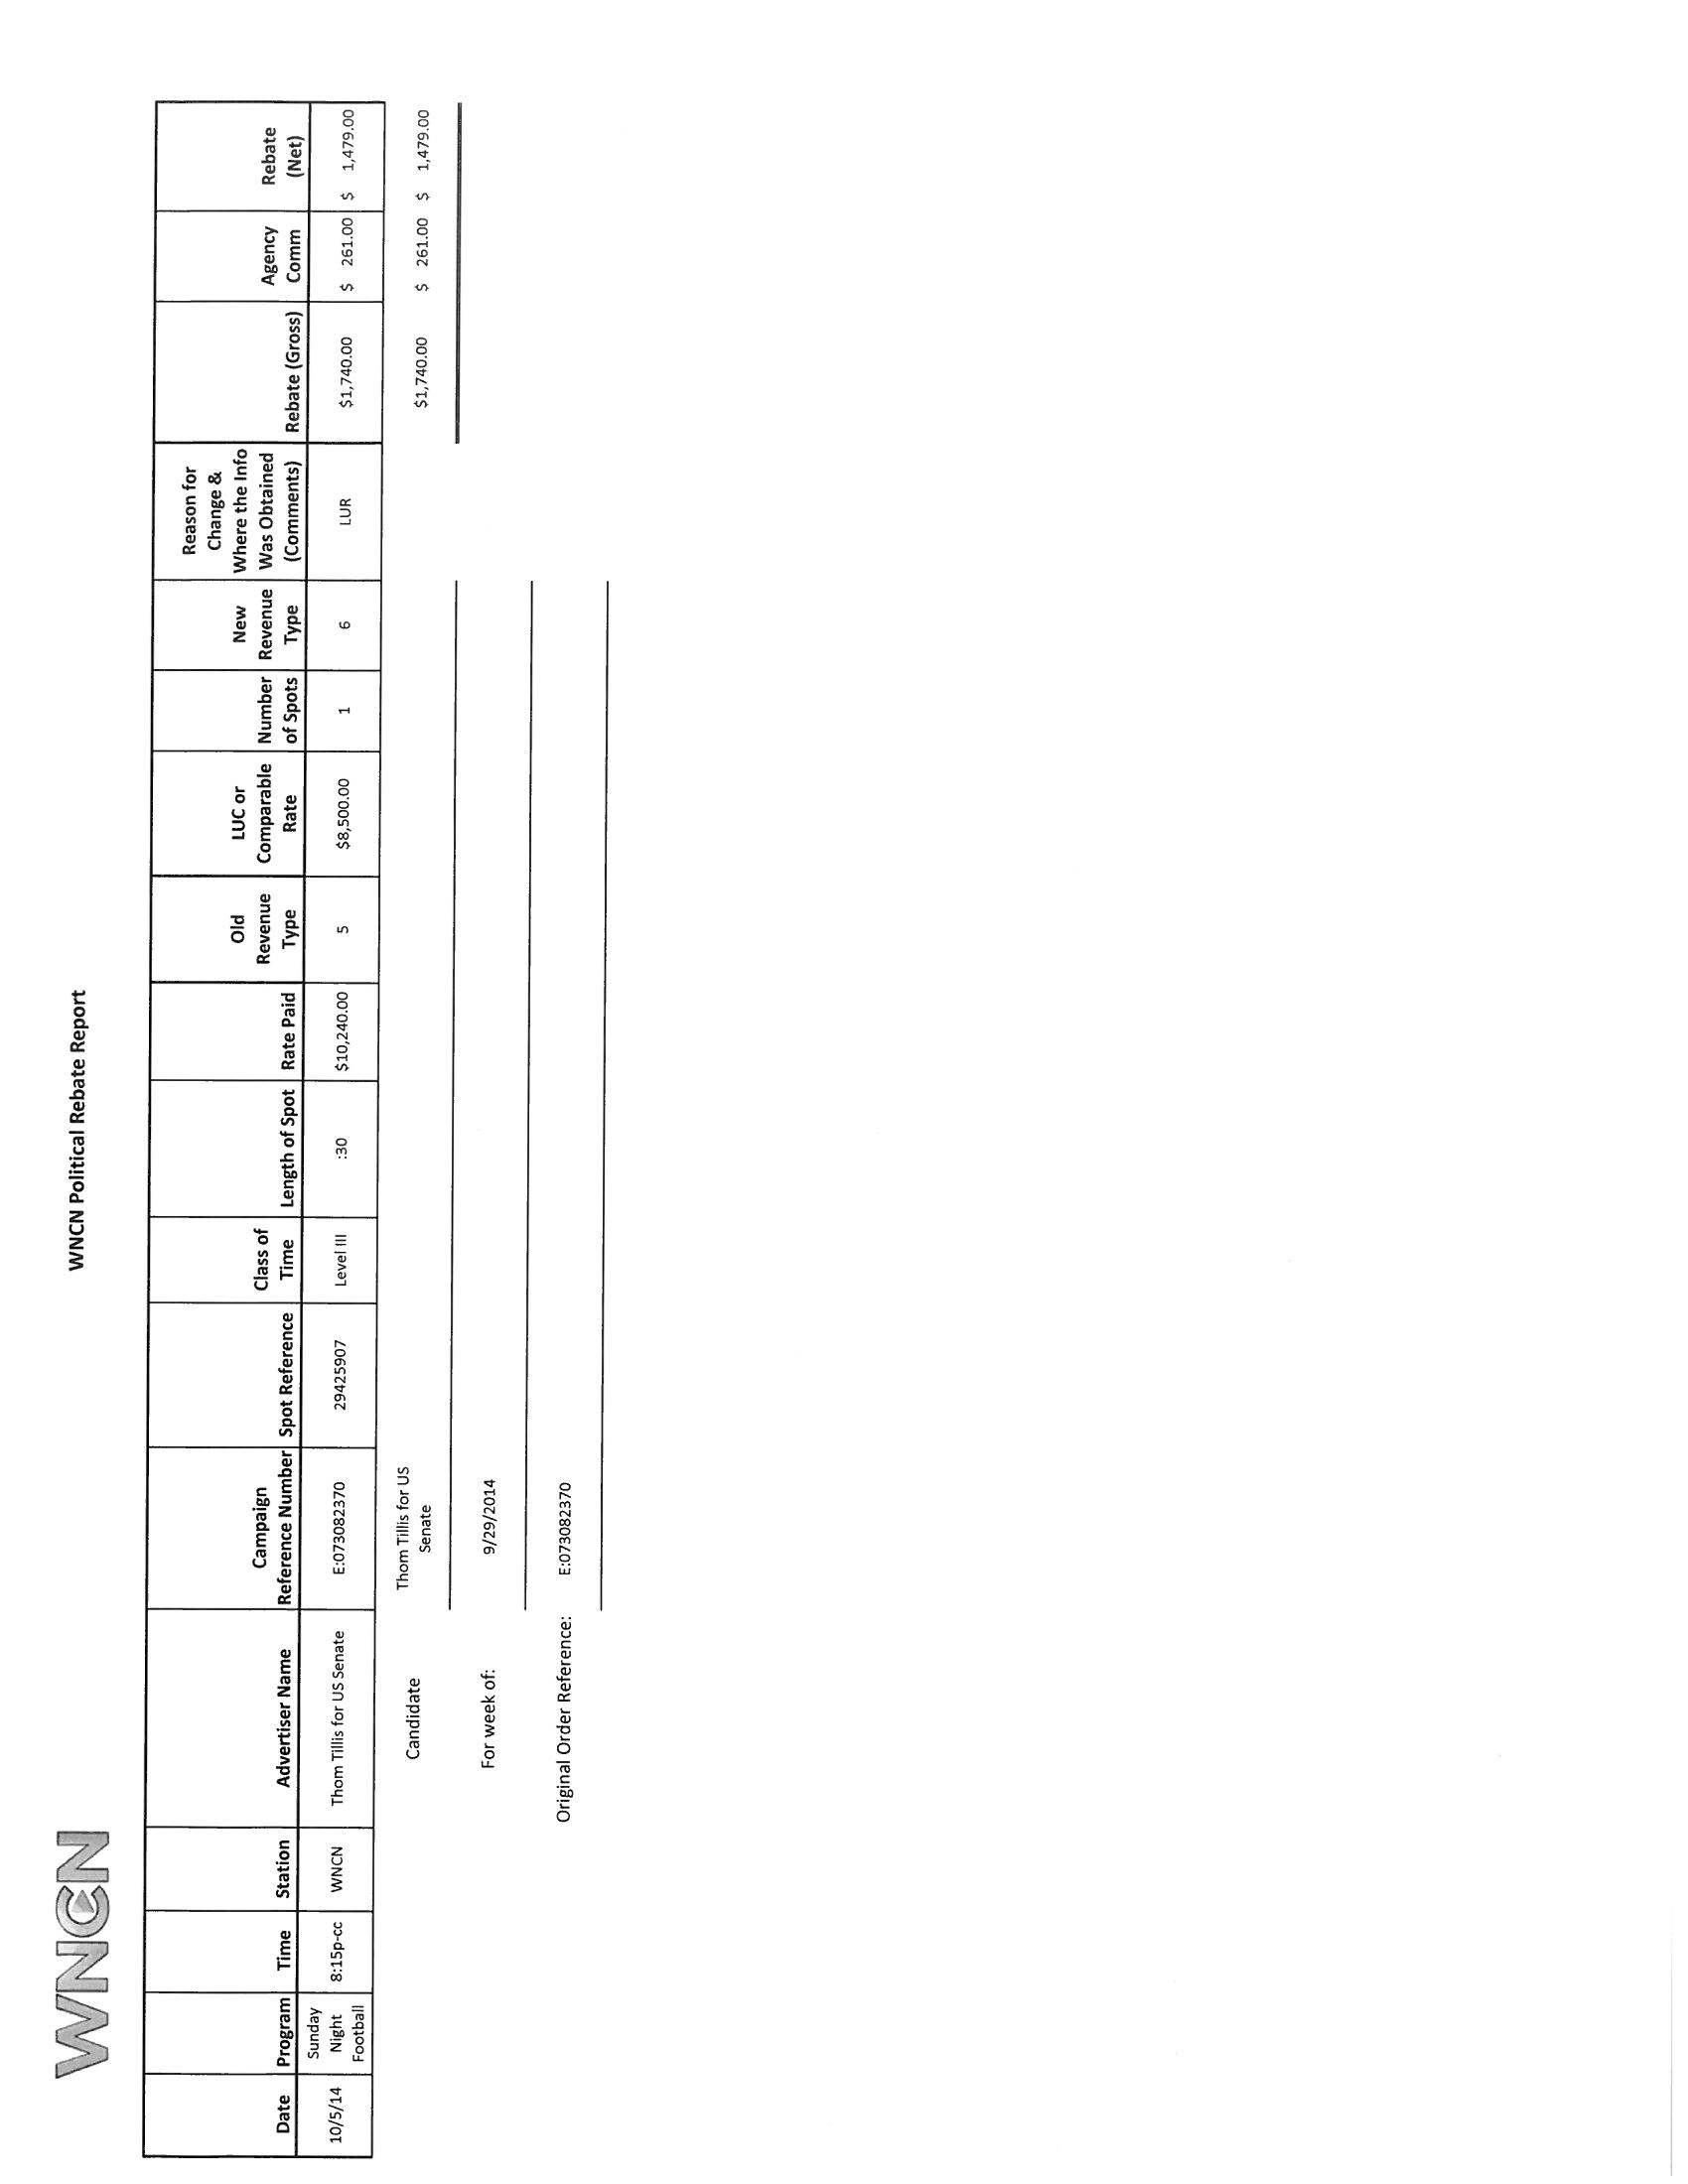 WNCN
WNCN Political Rebate Report
Date Program Time Station Advertiser Name Campaign Reference Number Spot Reference Class of Time Length of Spot Rate Paid Old Revenue Type LUC or Comparable Rate Number of Spots New Revenue Type Reason for Change & Where the Info Was Obtained (Comments) Rebate (Gross) Agency Comm Rebate (Net)
10/5/14 Sunday Night Football 8:15p-cc WNCN Thom Tillis for US Senate E:073082370 29425907 Level III :30 $10,240.00 5 $8,500.00 1 6 LUR $1,740.00 $ 261.00 $ 1,479.00
Candidate Thom Tillis for US Senate $1,740.00 $ 261.00 $ 1,479.00
For week of: 9/29/2014
Original Order Reference: E:073082370